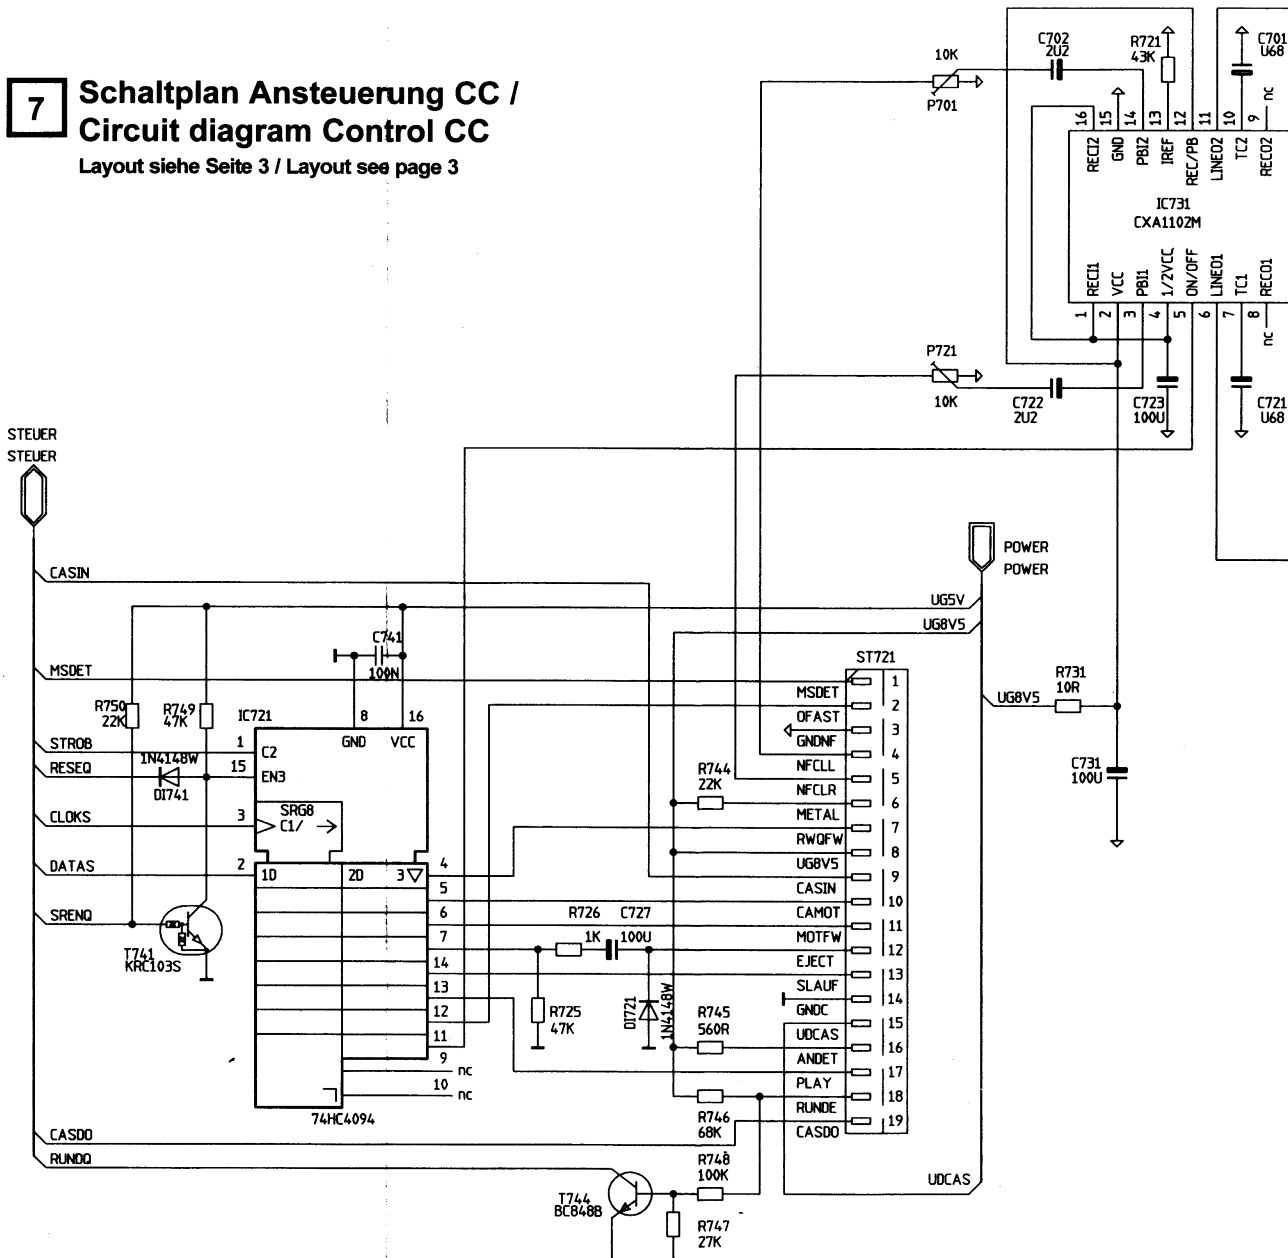 7
Schaltplan Ansteuerung CC /
Circuit diagram Control CC
Layout siehe Seite 3 / Layout see page 3
10K
P701
C702
2U2
R721
43K
C701
U68
nc
16
15
14
13
12
11
10
9
RECI2
GND
PBI2
IREF
REC/PB
LINEO2
TC2
RECO2
IC731
CXA1102M
RECI1
VCC
PBI1
1/2VCC
ON/OFF
LINEO1
TC1
RECO1
1
2
3
4
5
6
7
8
nc
P721
10K
C722
2U2
C723
100U
C721
U68
STEUER
STEUER
POWER
POWER
CASIN
UG5V
UG8V5
C741
100N
MSDET
ST721
R731
10R
UG8V5
R750
22K
R749
47K
IC721
8
16
GND
VCC
STROB
1
C2
RESEQ
1N4148W
15
EN3
DI741
C731
100U
CLOKS
3
SRG8
C1/
R744
22K
DATAS
2
1D
2D
3
4
5
6
7
14
13
12
11
9
nc
10
nc
74HC4094
SRENQ
T741
KRC103S
R726
1K
C727
100U
R725
47K
DI721
1N4148W
R745
560R
R746
68K
R748
100K
R747
27K
MSDET
OFAST
GNDNF
NFCLL
NFCLR
METAL
RWQFW
UG8V5
CASIN
CAMOT
MOTFW
EJECT
SLAUF
GNDC
UDCAS
ANDET
PLAY
RUNDE
CASDO
1
2
3
4
5
6
7
8
9
10
11
12
13
14
15
16
17
18
19
CASDO
RUNDQ
T744
BC848B
UDCAS